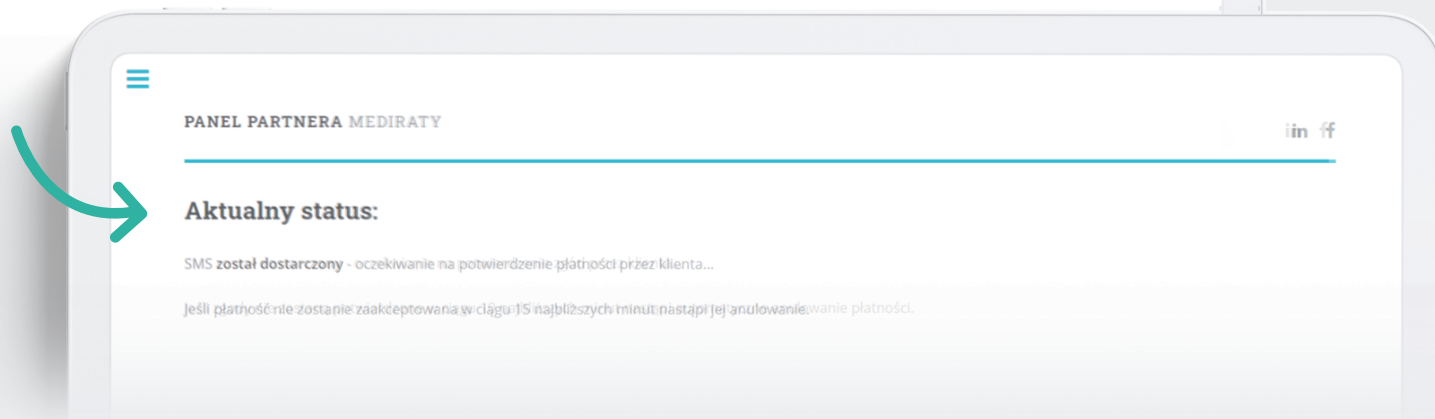 PANEL PARTNERA MEDIRATY
in f
Aktualny status:
SMS został dostarczony - oczekiwanie na potwierdzenie płatności przez klienta...
Jeśli płatność nie zostanie zaakceptowana w ciągu 15 najbliższych minut nastąpi jej anulowanie.